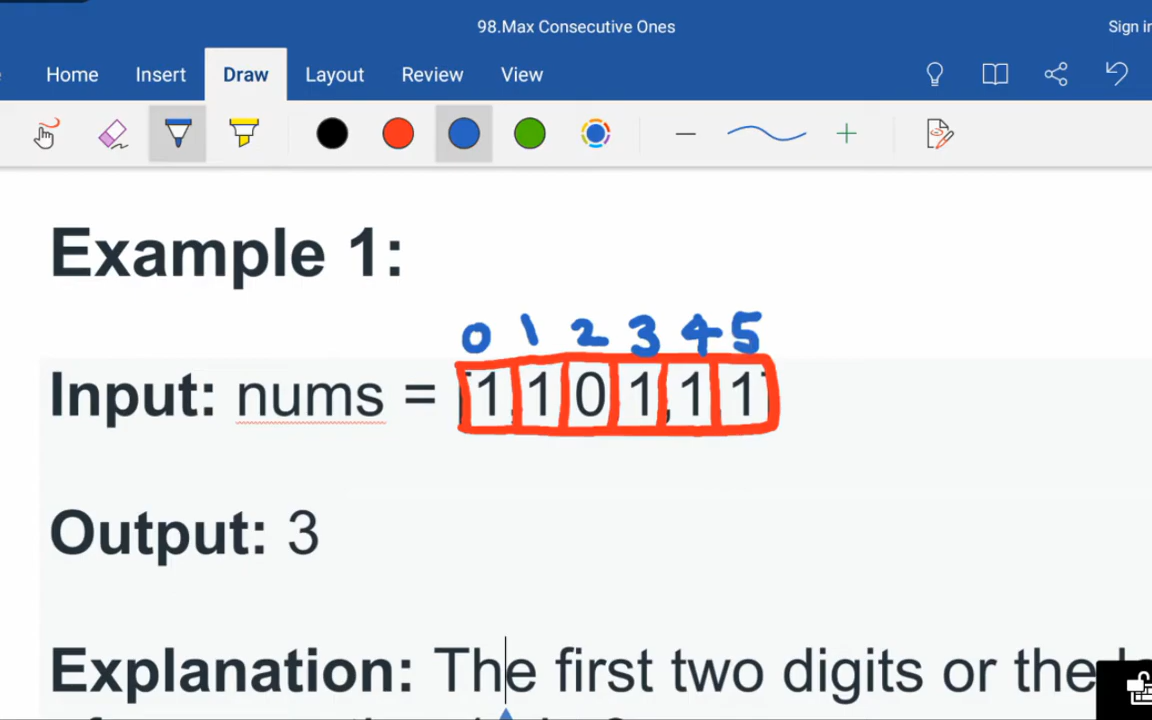 98.Max Consecutive Ones
Sign in
Home Insert Draw Layout Review View
Example 1:
0 1 2 3 4 5
Input: nums = [1,1 0 1,1 1]
Output: 3
Explanation: The first two digits or the